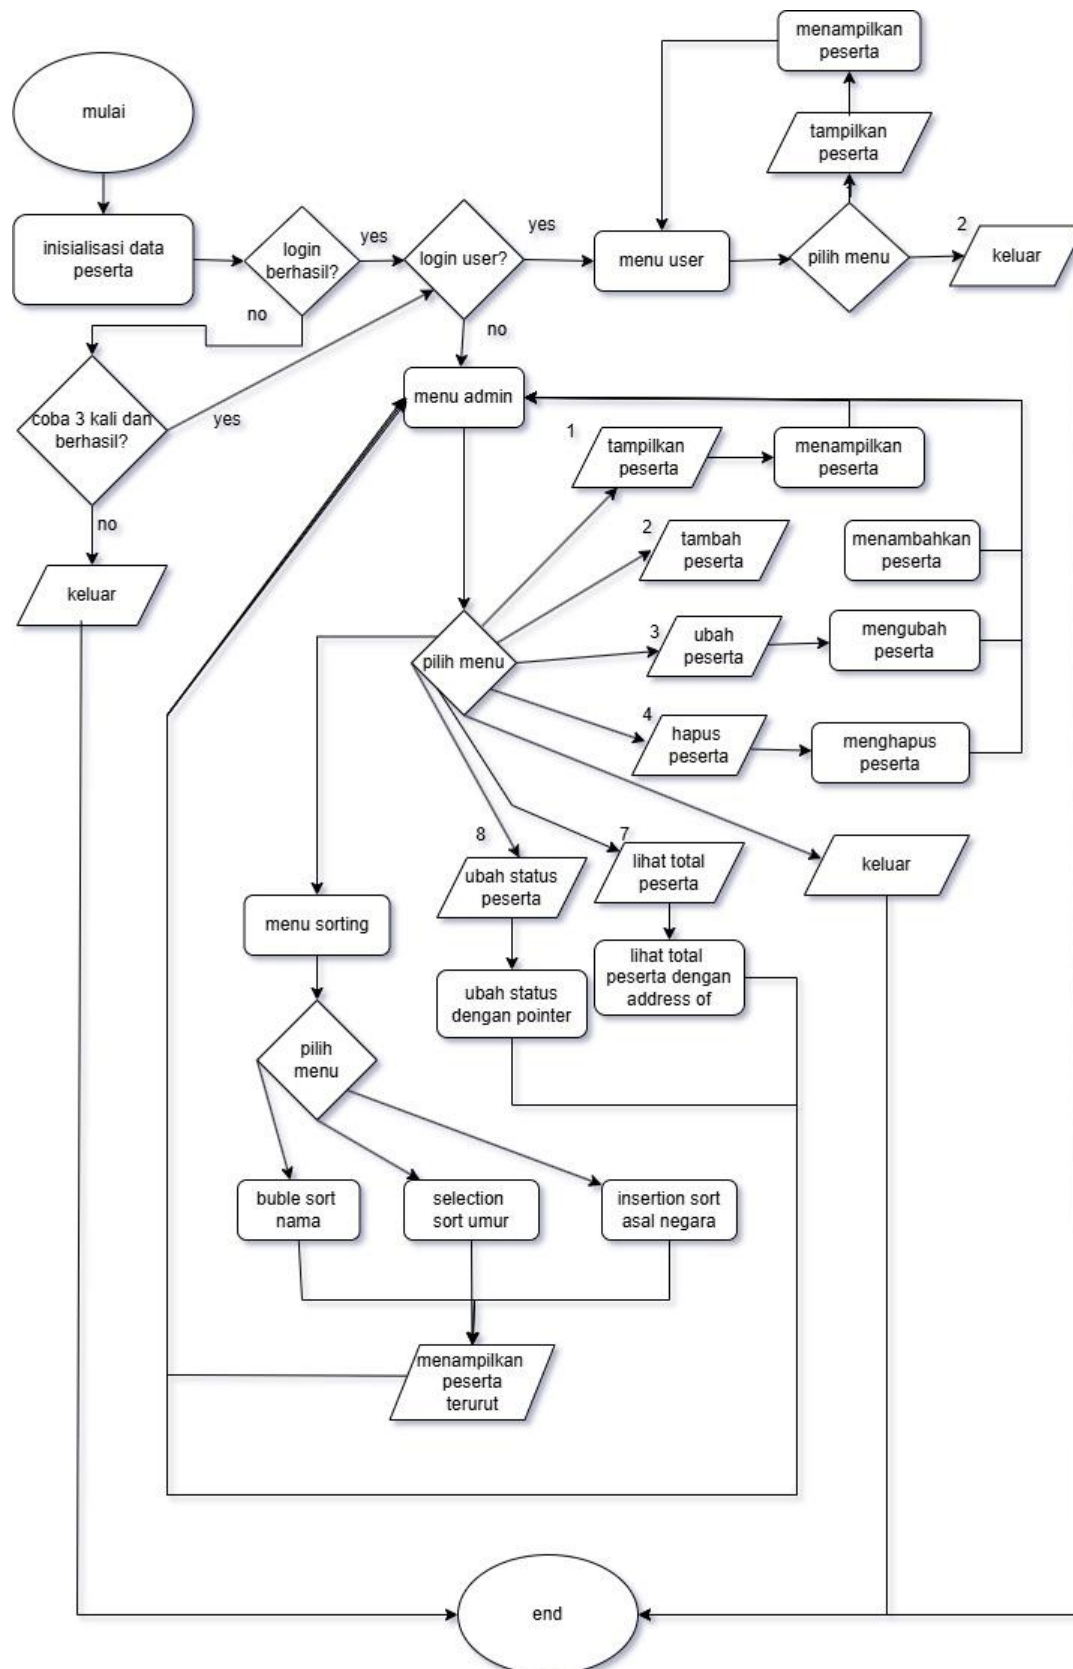 menampilkan
peserta
mulai
tampilkan
peserta
1
inisialisasi data
peserta
login
berhasil?
yes
login user?
yes
menu user
pilih menu
2
keluar
no
no
menu admin
coba 3 kali dan
berhasil?
yes
no
keluar
1
tampilkan
peserta
menampilkan
peserta
2
tambah
peserta
menambahkan
peserta
pilih menu
3
ubah
peserta
mengubah
peserta
4
hapus
peserta
menghapus
peserta
8
ubah status
peserta
7
lihat total
peserta
keluar
menu sorting
ubah status
dengan pointer
lihat total
peserta dengan
address of
pilih
menu
buble sort
nama
selection
sort umur
insertion sort
asal negara
menampilkan
peserta
terurut
end